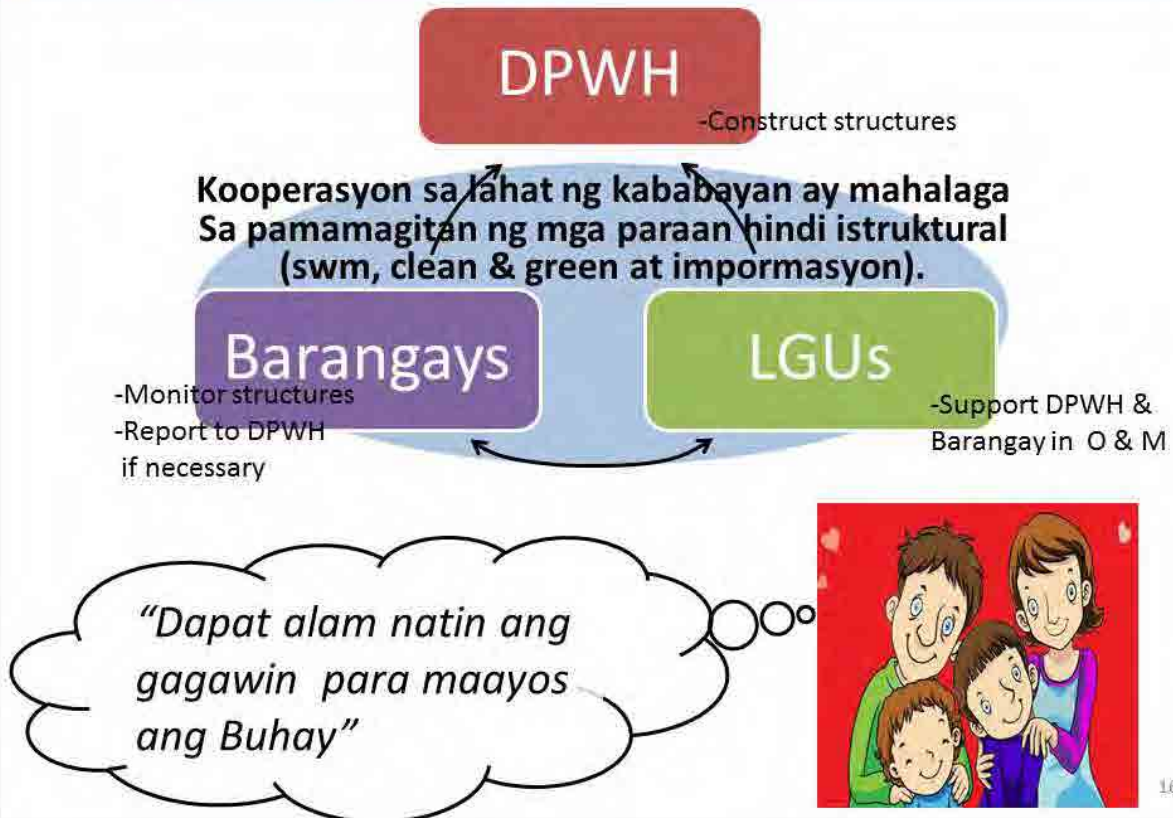 DPWH
-Construct structures
Kooperasyon sa lahat ng kababayan ay mahalaga
Sa pamamagitan ng mga paraan hindi istruktural
(swm, clean & green at impormasyon).
Barangays
-Monitor structures
-Report to DPWH
if necessary
LGUs
-Support DPWH &
Barangay in O & M
“Dapat alam natin ang
gagawin para maayos
ang Buhay”
16